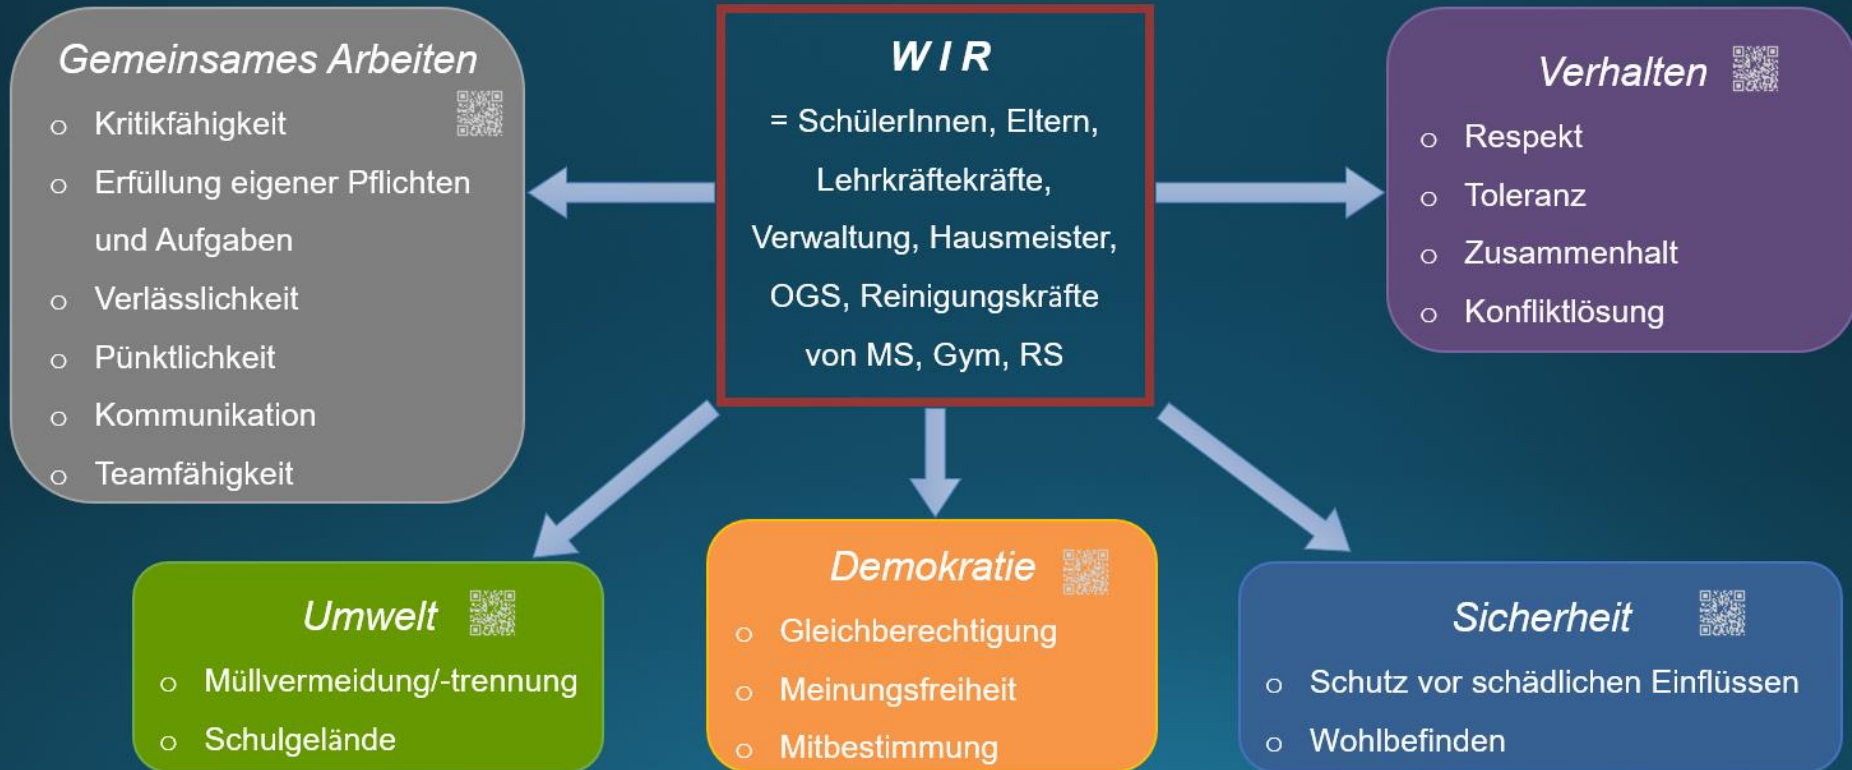 Gemeinsames Arbeiten
o Kritikfähigkeit
o Erfüllung eigener Pflichten
und Aufgaben
o Verlässlichkeit
o Pünktlichkeit
o Kommunikation
o Teamfähigkeit
WIR
= SchülerInnen, Eltern,
Lehrkräftekräfte,
Verwaltung, Hausmeister,
OGS, Reinigungskräfte
von MS, Gym, RS
Verhalten
o Respekt
o Toleranz
o Zusammenhalt
o Konfliktlösung
Umwelt
o Müllvermeidung/-trennung
o Schulgelände
Demokratie
o Gleichberechtigung
o Meinungsfreiheit
o Mitbestimmung
Sicherheit
o Schutz vor schädlichen Einflüssen
o Wohlbefinden